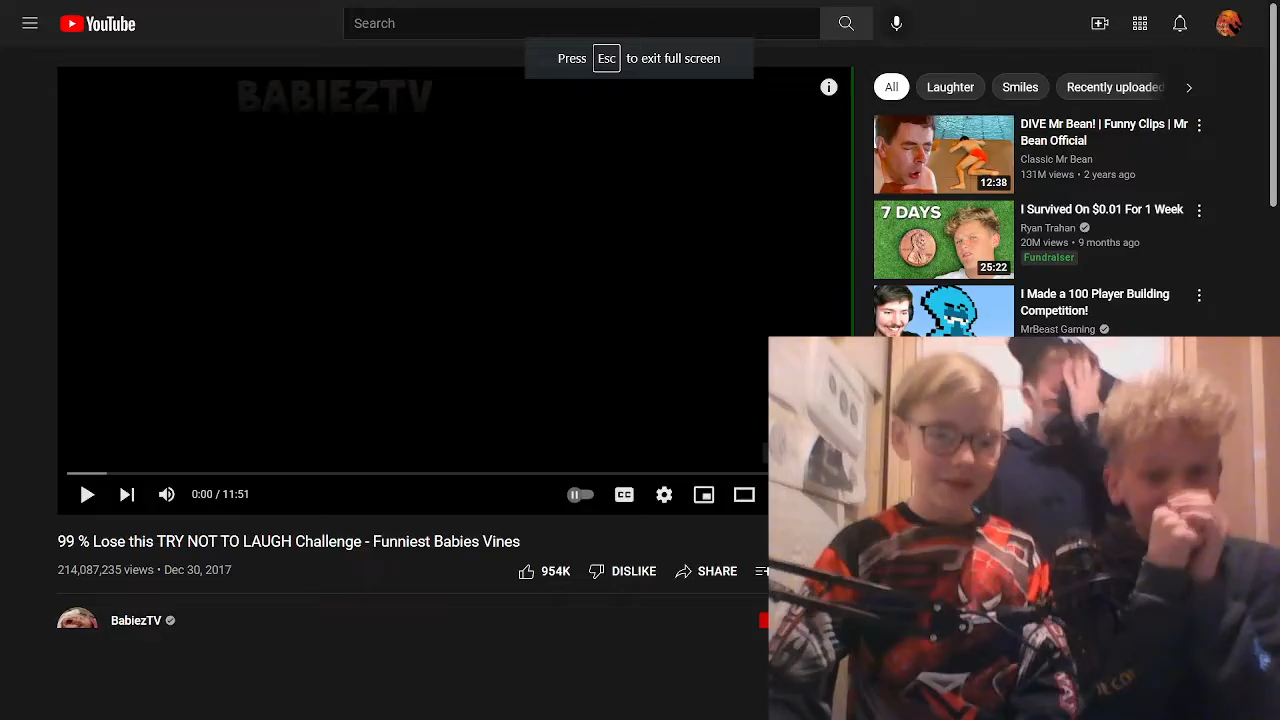 YouTube
Search
Press Esc to exit full screen
BABIEZTV
i
All
Laughter
Smiles
Recently uploaded
DIVE Mr Bean! | Funny Clips | Mr
Bean Official
Classic Mr Bean
131M views • 2 years ago
12:38
7 DAYS
I Survived On $0.01 For 1 Week
Ryan Trahan
20M views • 9 months ago
Fundraiser
25:22
I Made a 100 Player Building
Competition!
MrBeast Gaming
0:00 / 11:51
CC
99 % Lose this TRY NOT TO LAUGH Challenge - Funniest Babies Vines
214,087,235 views • Dec 30, 2017
954K
DISLIKE
SHARE
BabiezTV